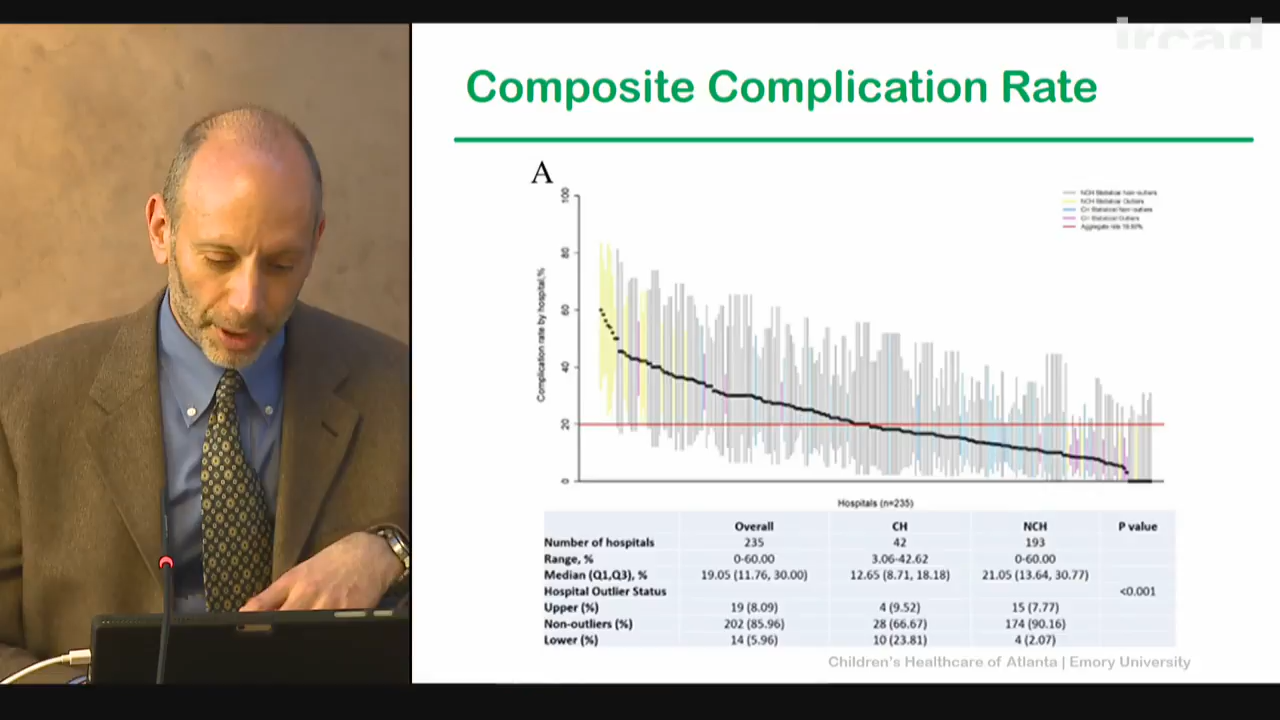 ircad
Composite Complication Rate
A
100
80
60
40
20
0
Complication rate by hospital,%
NCH Statistical Non-outliers
NCH Statistical Outliers
CH Statistical Non-outliers
CH Statistical Outliers
Aggregate rate
Hospitals (n=235)
Overall CH NCH P value
Number of hospitals 235 42 193
Range, % 0-60.00 3.06-42.62 0-60.00
Median (Q1,Q3), % 19.05 (11.76, 30.00) 12.65 (8.71, 18.18) 21.05 (13.64, 30.77)
Hospital Outlier Status <0.001
Upper (%) 19 (8.09) 4 (9.52) 15 (7.77)
Non-outliers (%) 202 (85.96) 28 (66.67) 174 (90.16)
Lower (%) 14 (5.96) 10 (23.81) 4 (2.07)
Children's Healthcare of Atlanta | Emory University